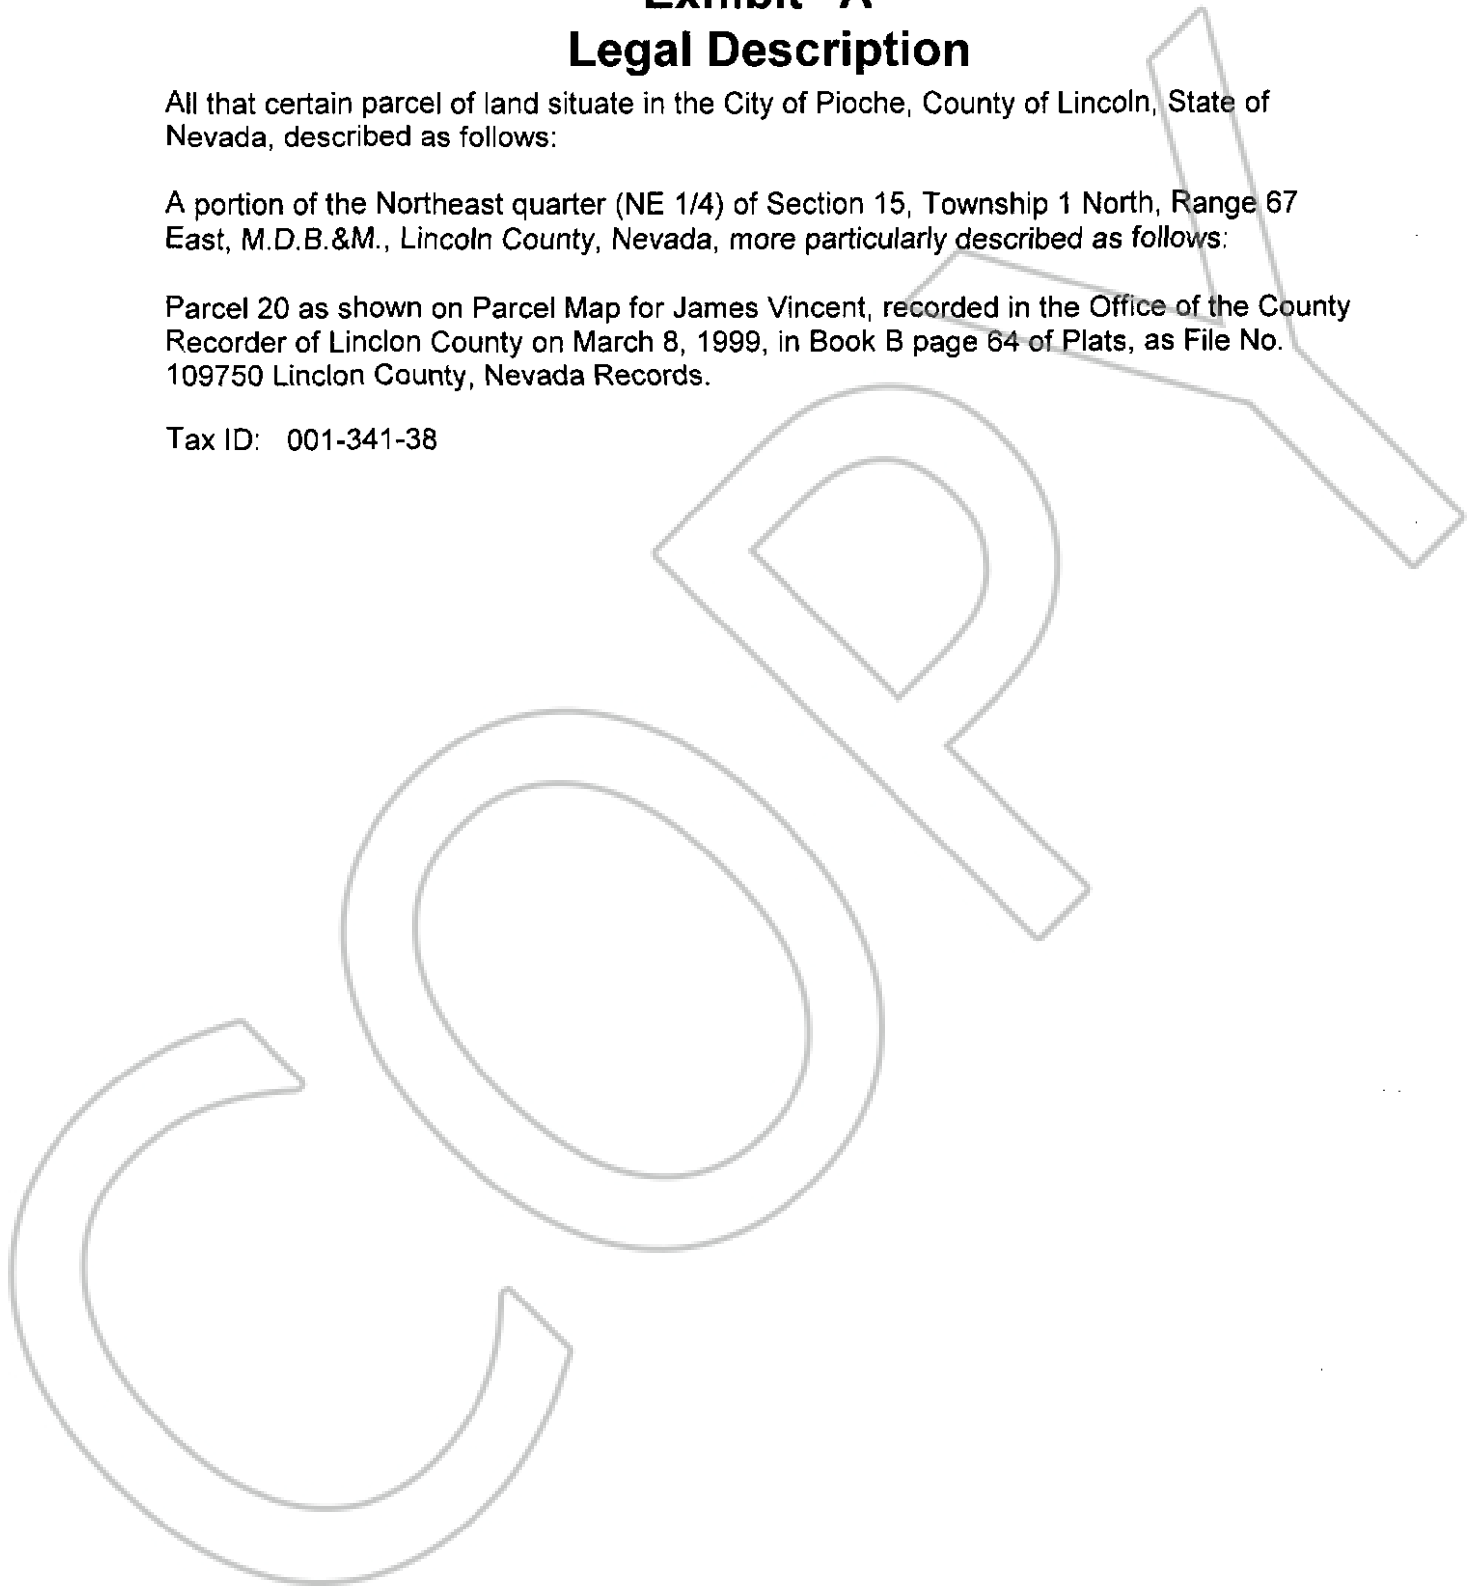 Exhibit "A"
Legal Description
All that certain parcel of land situate in the City of Pioche, County of Lincoln, State of
Nevada, described as follows:
A portion of the Northeast quarter (NE 1/4) of Section 15, Township 1 North, Range 67
East, M.D.B.&M., Lincoln County, Nevada, more particularly described as follows:
Parcel 20 as shown on Parcel Map for James Vincent, recorded in the Office of the County
Recorder of Linclon County on March 8, 1999, in Book B page 64 of Plats, as File No.
109750 Linclon County, Nevada Records.
Tax ID: 001-341-38
COPY